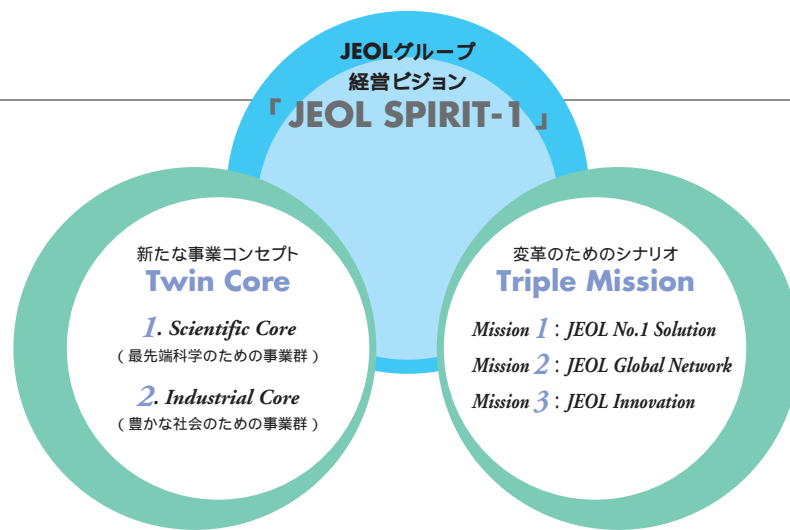 JEOLグループ
経営ビジョン
「JEOL SPIRIT-1」
新たな事業コンセプト
Twin Core
1. Scientific Core
(最先端科学のための事業群)
2. Industrial Core
(豊かな社会のための事業群)
変革のためのシナリオ
Triple Mission
Mission 1 : JEOL No.1 Solution
Mission 2 : JEOL Global Network
Mission 3 : JEOL Innovation